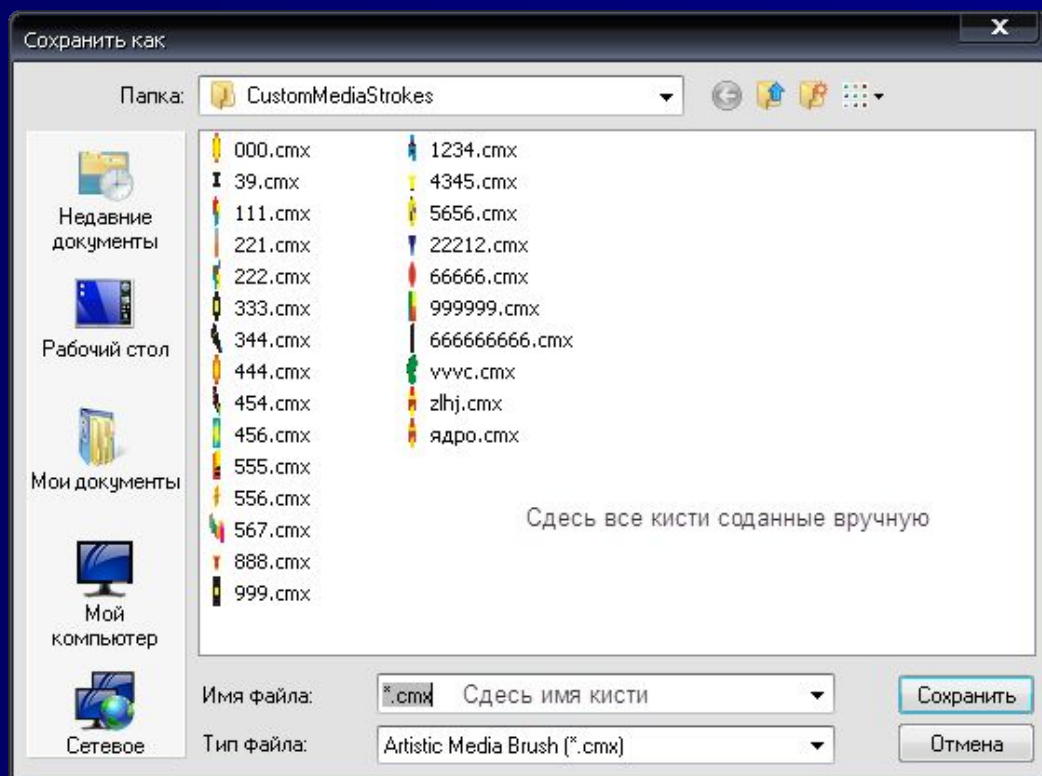 Сохранить как
Папка:
CustomMediaStrokes
Недавние
документы
Рабочий стол
Мои документы
Мой
компьютер
Сетевое
000.cmx
39.cmx
111.cmx
221.cmx
222.cmx
333.cmx
344.cmx
444.cmx
454.cmx
456.cmx
555.cmx
556.cmx
567.cmx
888.cmx
999.cmx
1234.cmx
4345.cmx
5656.cmx
22212.cmx
66666.cmx
999999.cmx
666666666.cmx
vvvc.cmx
zlhj.cmx
ядро.cmx
Сдесь все кисти соданные вручную
Имя файла:
*.cmx Сдесь имя кисти
Сохранить
Тип файла:
Artistic Media Brush (*.cmx)
Отмена